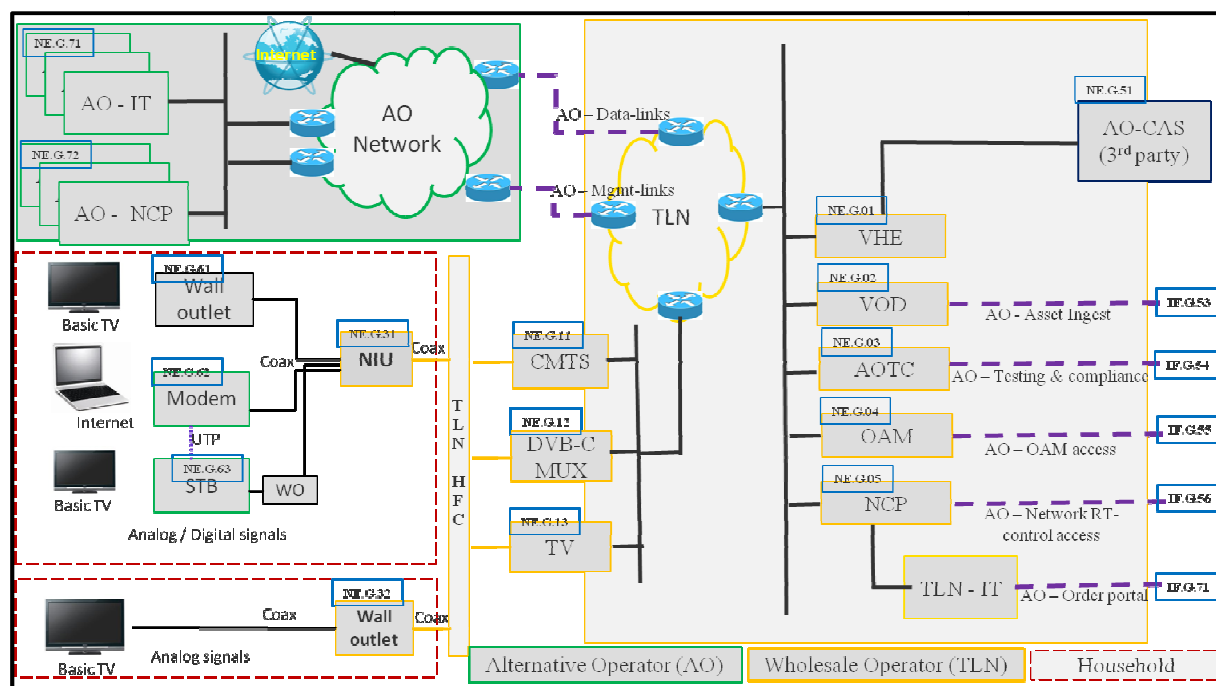 NE.G.71
AO - IT
Internet
AO
Network
NE.G.72
AO - NCP
AO – Data-links
AO – Mgmt-links
TLN
NE.G.51
AO-CAS
(3rd party)
NE.G.01
VHE
NE.G.02
VOD
AO - Asset Ingest
IF.G.53
NE.G.03
AOTC
AO – Testing & compliance
IF.G.54
NE.G.04
OAM
AO – OAM access
IF.G.55
NE.G.05
NCP
AO – Network RT-
control access
IF.G.56
TLN - IT
AO – Order portal
IF.G.71
Basic TV
NE.G.61
Wall
outlet
Coax
NE.G.31
NIU
Coax
Internet
NE.G.62
Modem
UTP
Basic TV
NE.G.63
STB
WO
Analog / Digital signals
TLN HFC
NE.G.11
CMTS
NE.G.12
DVB-C
MUX
NE.G.13
TV
Basic TV
Coax
Analog signals
NE.G.32
Wall
outlet
Coax
Alternative Operator (AO)
Wholesale Operator (TLN)
Household